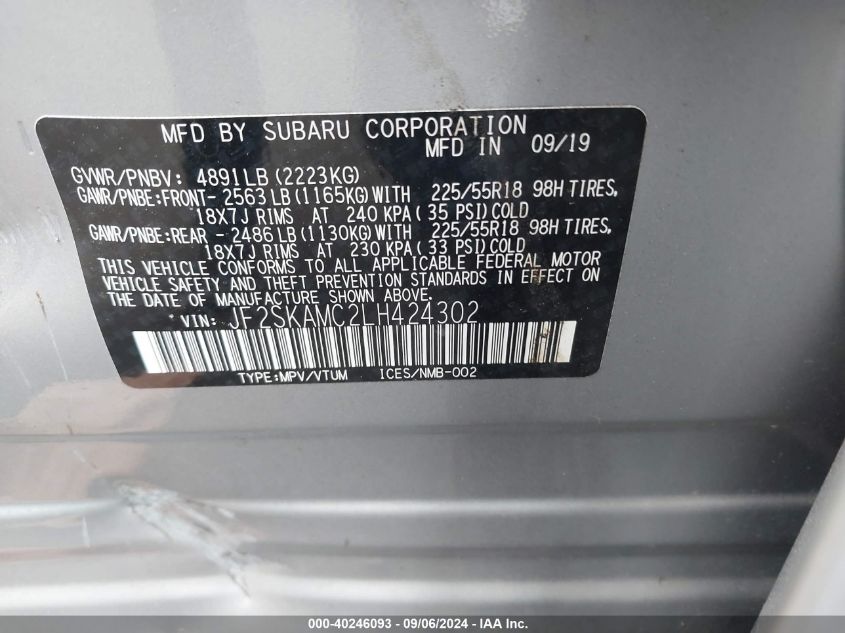 MFD BY SUBARU CORPORATION
MFD IN 09/19
GVWR/PNBV: 4891LB (2223KG)
GAWR/PNBE:FRONT- 2563LB(1165KG)WITH 225/55R18 98H TIRES,
18X7J RIMS AT 240 KPA(35 PSI)COLD
GAWR/PNBE:REAR - 2486LB(1130KG)WITH 225/55R18 98H TIRES,
18X7J RIMS AT 230 KPA(33 PSI)COLD
THIS VEHICLE CONFORMS TO ALL APPLICABLE FEDERAL MOTOR
VEHICLE SAFETY AND THEFT PREVENTION STANDARDS IN EFFECT ON
THE DATE OF MANUFACTURE SHOWN ABOVE.
VIN: JF2SKAMC2LH424302
TYPE:MPV/VTUM ICES/NMB-002
000-40246093 - 09/06/2024 - IAA Inc.